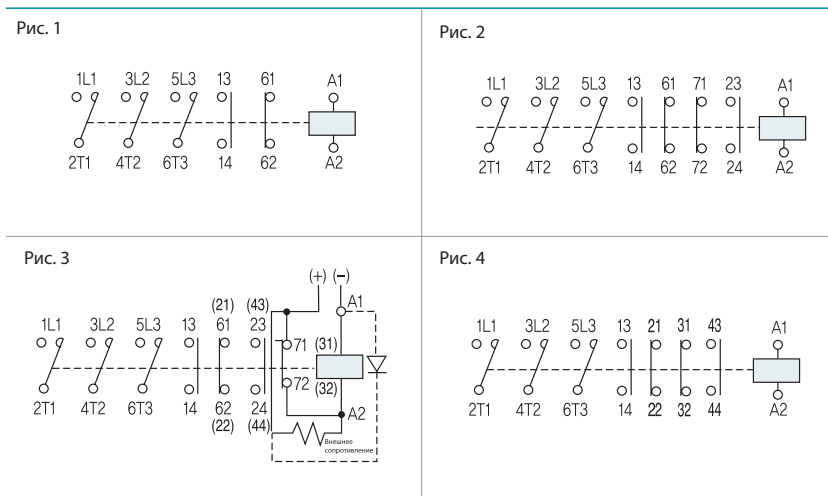 Рис. 1
1L1 3L2 5L3 13 61 A1
2T1 4T2 6T3 14 62 A2
Рис. 2
1L1 3L2 5L3 13 61 71 23 A1
2T1 4T2 6T3 14 62 72 24 A2
Рис. 3
(+) (−)
(21) (43) A1
1L1 3L2 5L3 13 61 23
71 (31)
72 (32)
2T1 4T2 6T3 14 62 24 A2
(22) (44)
Внешнее
сопротивление
Рис. 4
1L1 3L2 5L3 13 21 31 43 A1
2T1 4T2 6T3 14 22 32 44 A2